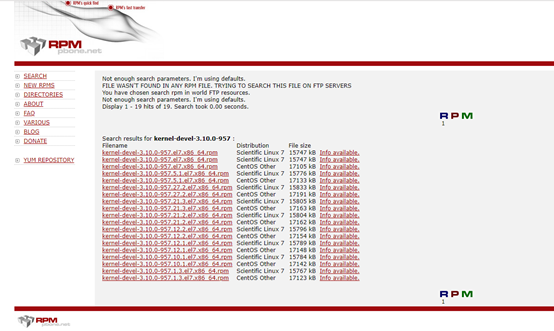 RPM's quick find
RPM's fast transfer
RPM
pbone.net
SEARCH
NEW RPMS
DIRECTORIES
ABOUT
FAQ
VARIOUS
BLOG
DONATE
YUM REPOSITORY
Not enough search parameters. I'm using defaults.
FILE WASN'T FOUND IN ANY RPM FILE. TRYING TO SEARCH THIS FILE ON FTP SERVERS
You have chosen search rpm in world FTP resources.
Not enough search parameters. I'm using defaults.
Display 1 - 19 hits of 19. Search took 0.00 seconds.
R P M
1
Search results for kernel-devel-3.10.0-957 :
Filename Distribution File size
kernel-devel-3.10.0-957.el7.x86_64.rpm Scientific Linux 7 15747 kB Info available.
kernel-devel-3.10.0-957.el7.x86_64.rpm Scientific Linux 7 15747 kB Info available.
kernel-devel-3.10.0-957.el7.x86_64.rpm CentOS Other 17105 kB Info available.
kernel-devel-3.10.0-957.5.1.el7.x86_64.rpm Scientific Linux 7 15776 kB Info available.
kernel-devel-3.10.0-957.5.1.el7.x86_64.rpm CentOS Other 17133 kB Info available.
kernel-devel-3.10.0-957.27.2.el7.x86_64.rpm Scientific Linux 7 15833 kB Info available.
kernel-devel-3.10.0-957.27.2.el7.x86_64.rpm CentOS Other 17191 kB Info available.
kernel-devel-3.10.0-957.21.3.el7.x86_64.rpm Scientific Linux 7 15805 kB Info available.
kernel-devel-3.10.0-957.21.3.el7.x86_64.rpm CentOS Other 17163 kB Info available.
kernel-devel-3.10.0-957.21.2.el7.x86_64.rpm Scientific Linux 7 15804 kB Info available.
kernel-devel-3.10.0-957.21.2.el7.x86_64.rpm CentOS Other 17162 kB Info available.
kernel-devel-3.10.0-957.12.2.el7.x86_64.rpm Scientific Linux 7 15796 kB Info available.
kernel-devel-3.10.0-957.12.2.el7.x86_64.rpm CentOS Other 17154 kB Info available.
kernel-devel-3.10.0-957.12.1.el7.x86_64.rpm Scientific Linux 7 15789 kB Info available.
kernel-devel-3.10.0-957.12.1.el7.x86_64.rpm CentOS Other 17148 kB Info available.
kernel-devel-3.10.0-957.10.1.el7.x86_64.rpm Scientific Linux 7 15784 kB Info available.
kernel-devel-3.10.0-957.10.1.el7.x86_64.rpm CentOS Other 17142 kB Info available.
kernel-devel-3.10.0-957.1.3.el7.x86_64.rpm Scientific Linux 7 15767 kB Info available.
kernel-devel-3.10.0-957.1.3.el7.x86_64.rpm CentOS Other 17123 kB Info available.
R P M
1
RPM
pbone.net